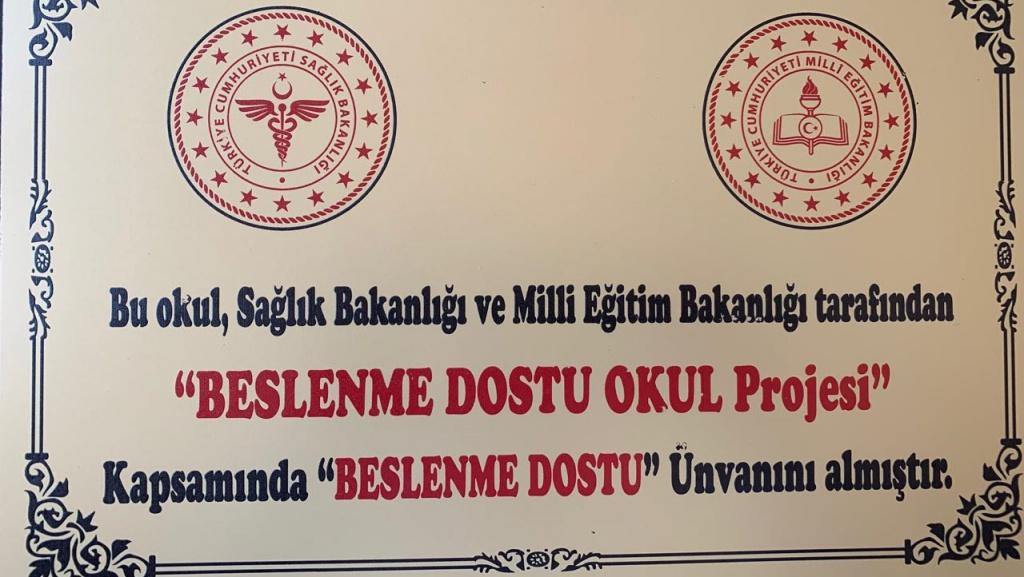 TÜRKİYE CUMHURİYETİ SAĞLIK BAKANLIĞI
TÜRKİYE CUMHURİYETİ MİLLİ EĞİTİM BAKANLIĞI
Bu okul, Sağlık Bakanlığı ve Milli Eğitim Bakanlığı tarafından
“BESLENME DOSTU OKUL Projesi”
Kapsamında “BESLENME DOSTU” Ünvanını almıştır.